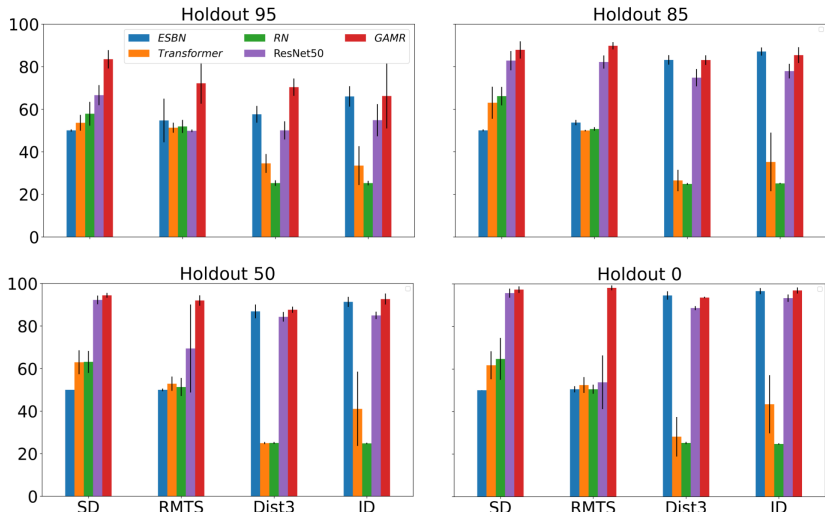 Holdout 95
Holdout 85
100
80
60
40
20
0
ESBN RN GAMR
Transformer ResNet50
Holdout 50
Holdout 0
100
80
60
40
20
0
SD RMTS Dist3 ID
SD RMTS Dist3 ID